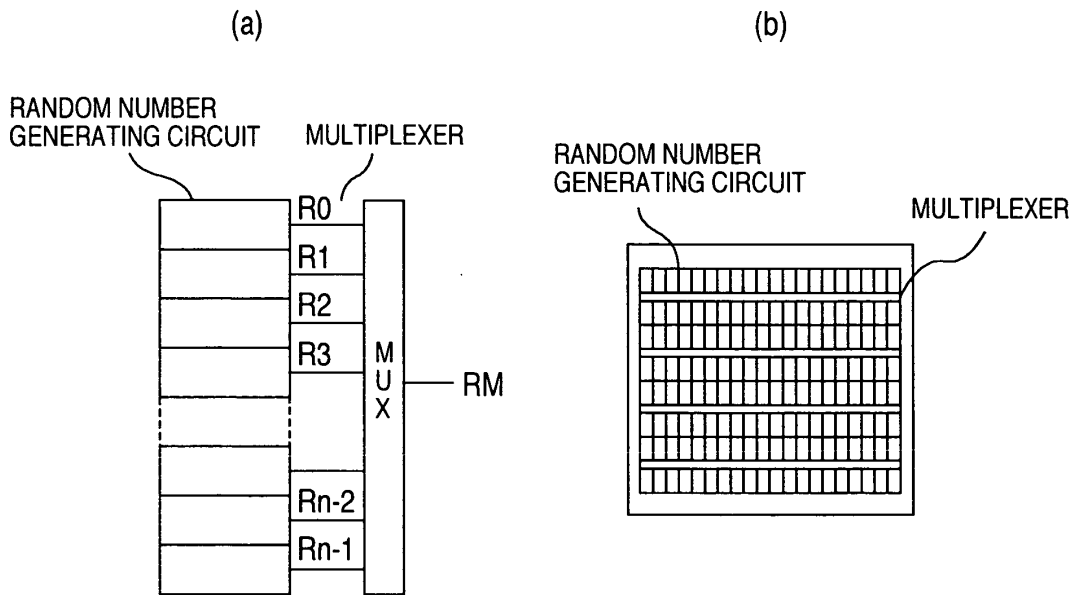 (a)
RANDOM NUMBER
GENERATING CIRCUIT
MULTIPLEXER
R0
R1
R2
R3
Rn-2
Rn-1
MUX
RM
(b)
RANDOM NUMBER
GENERATING CIRCUIT
MULTIPLEXER